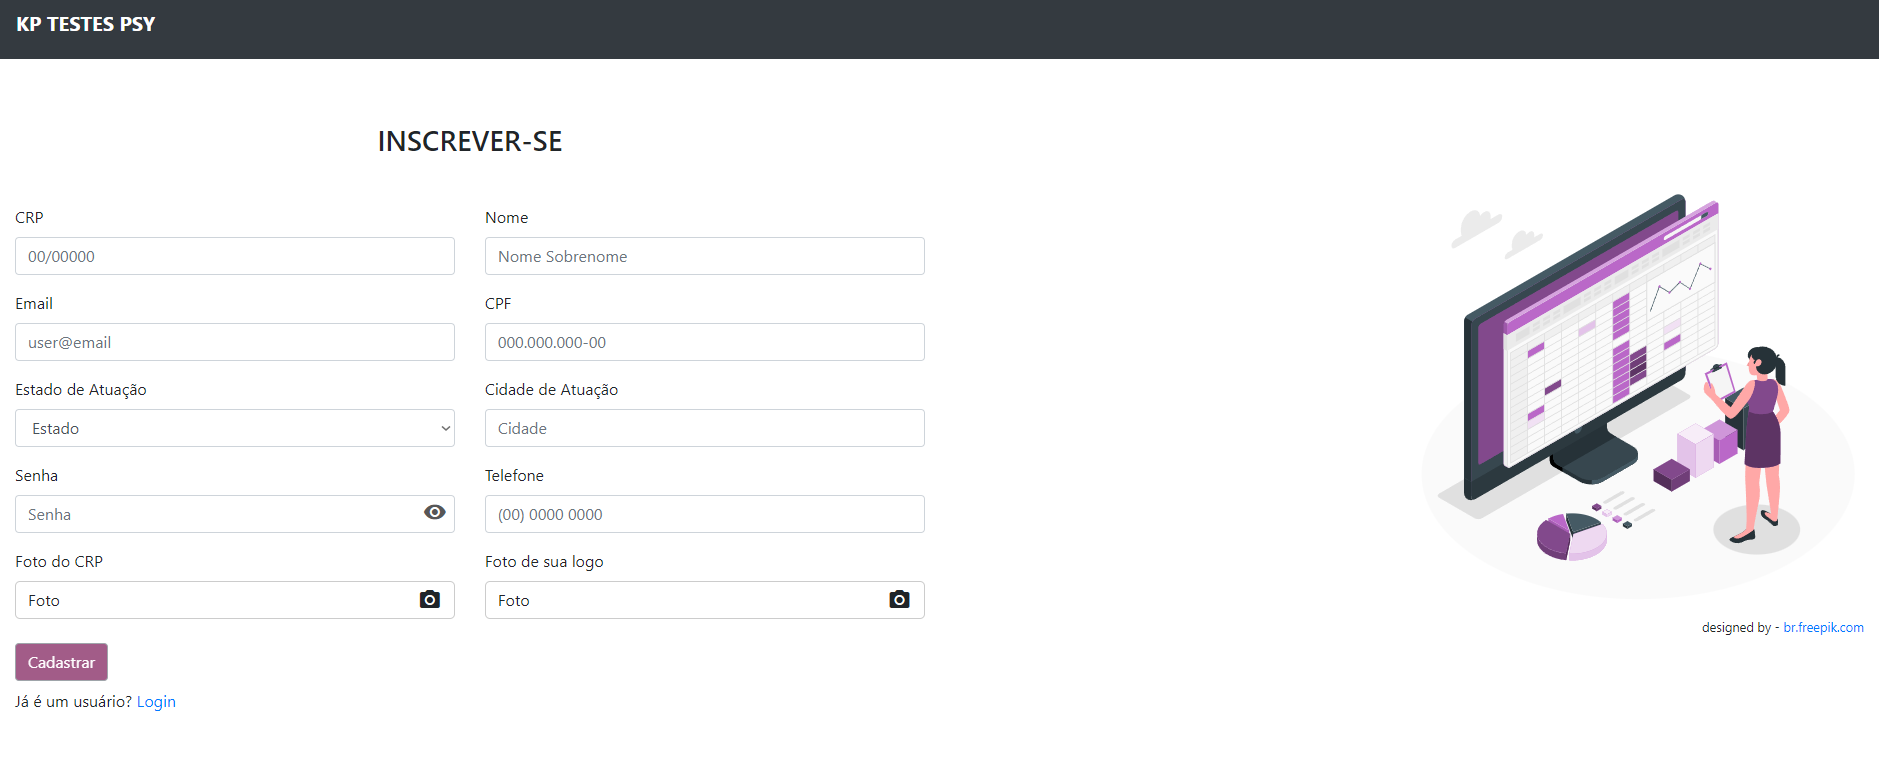 KP TESTES PSY
INSCREVER-SE
CRP
Nome
00/00000
Nome Sobrenome
Email
CPF
user@email
000.000.000-00
Estado de Atuação
Cidade de Atuação
Estado
Cidade
Senha
Telefone
Senha
(00) 0000 0000
Foto do CRP
Foto de sua logo
Foto
Foto
designed by - br.freepik.com
Cadastrar
Já é um usuário? Login